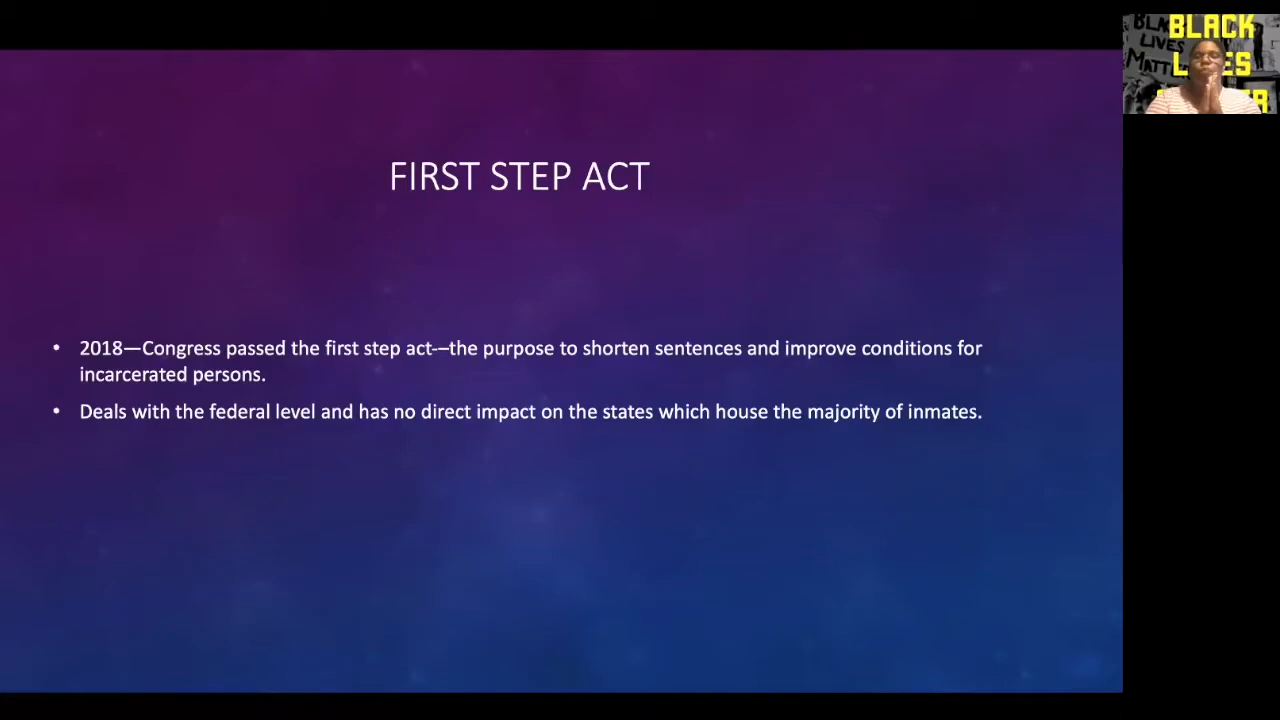 FIRST STEP ACT
• 2018—Congress passed the first step act-–the purpose to shorten sentences and improve conditions for
incarcerated persons.
• Deals with the federal level and has no direct impact on the states which house the majority of inmates.
BLACK
LIVES
BLACK
LIVES